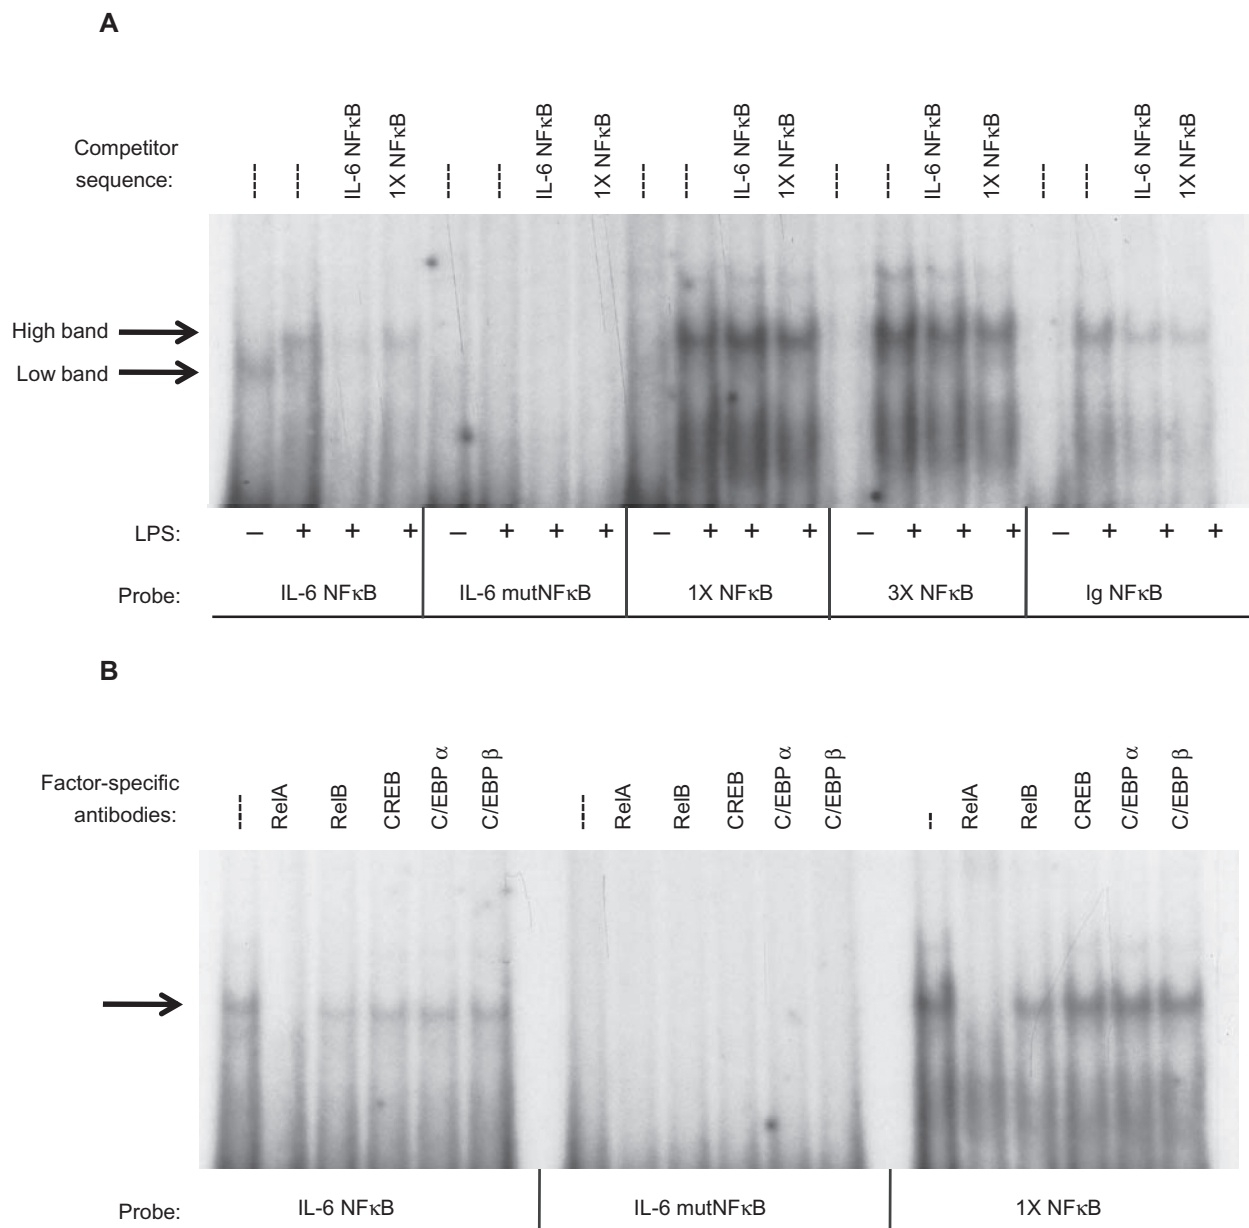 A
Competitor
sequence:
---- ---- IL-6 NFκB 1X NFκB ---- ---- IL-6 NFκB 1X NFκB ---- ---- IL-6 NFκB 1X NFκB ---- ---- IL-6 NFκB 1X NFκB ---- ---- IL-6 NFκB 1X NFκB
High band
Low band
LPS: – + + + – + + + – + + + – + + + – + + +
Probe: IL-6 NFκB IL-6 mutNFκB 1X NFκB 3X NFκB Ig NFκB
B
Factor-specific
antibodies:
---- RelA RelB CREB C/EBP α C/EBP β ---- RelA RelB CREB C/EBP α C/EBP β -- RelA RelB CREB C/EBP α C/EBP β
Probe: IL-6 NFκB IL-6 mutNFκB 1X NFκB